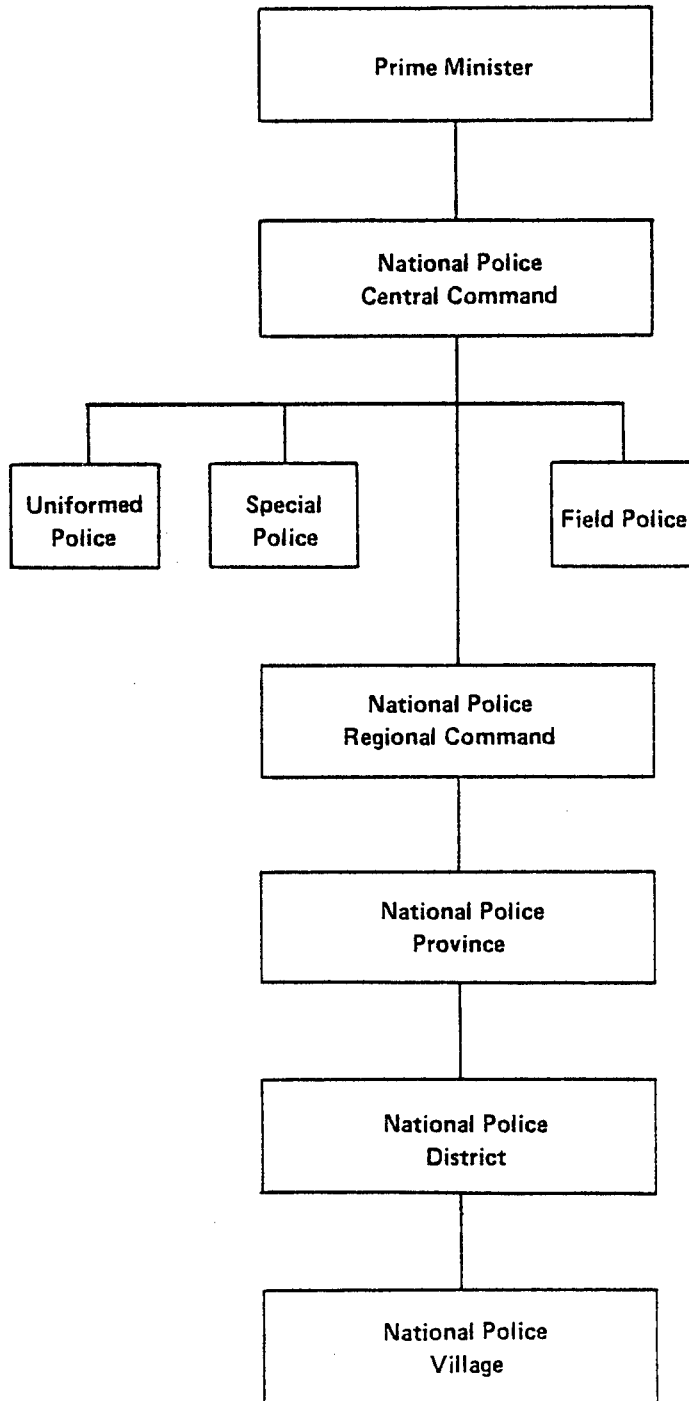 Prime Minister
National Police
Central Command
Uniformed
Police
Special
Police
Field Police
National Police
Regional Command
National Police
Province
National Police
District
National Police
Village